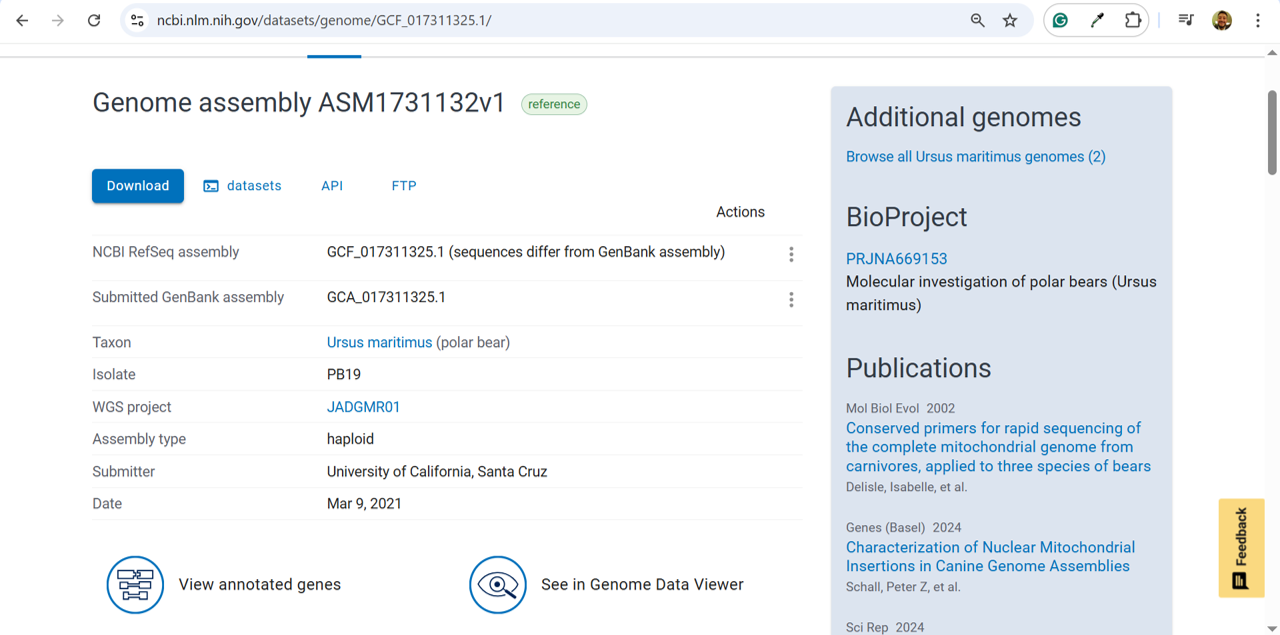 ncbi.nlm.nih.gov/datasets/genome/GCF_017311325.1/
Genome assembly ASM1731132v1 reference
Download datasets API FTP
Actions
NCBI RefSeq assembly GCF_017311325.1 (sequences differ from GenBank assembly)
Submitted GenBank assembly GCA_017311325.1
Taxon Ursus maritimus (polar bear)
Isolate PB19
WGS project JADGMR01
Assembly type haploid
Submitter University of California, Santa Cruz
Date Mar 9, 2021
View annotated genes See in Genome Data Viewer
Additional genomes
Browse all Ursus maritimus genomes (2)
BioProject
PRJNA669153
Molecular investigation of polar bears (Ursus
maritimus)
Publications
Mol Biol Evol 2002
Conserved primers for rapid sequencing of
the complete mitochondrial genome from
carnivores, applied to three species of bears
Delisle, Isabelle, et al.
Genes (Basel) 2024
Characterization of Nuclear Mitochondrial
Insertions in Canine Genome Assemblies
Schall, Peter Z, et al.
Sci Rep 2024
Feedback